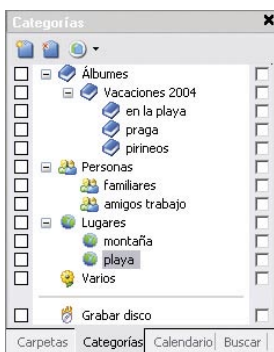 Categorías
Álbumes
Vacaciones 2004
en la playa
praga
pirineos
Personas
familiares
amigos trabajo
Lugares
montaña
playa
Varios
Grabar disco
Carpetas Categorías Calendario Buscar